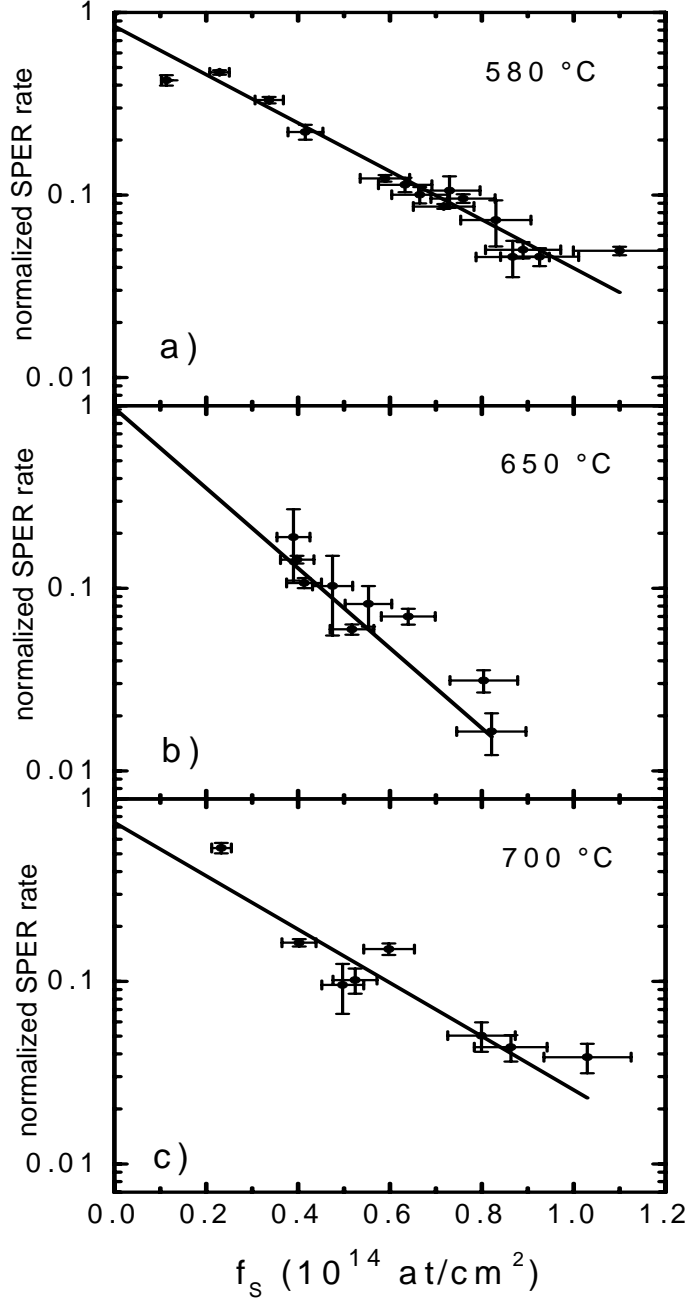 1
580 °C
0.1
normalized SPER rate
a)
0.01
1
650 °C
0.1
normalized SPER rate
b)
0.01
1
700 °C
0.1
normalized SPER rate
c)
0.01
0.0 0.2 0.4 0.6 0.8 1.0 1.2
f_S (10^14 at/cm^2)